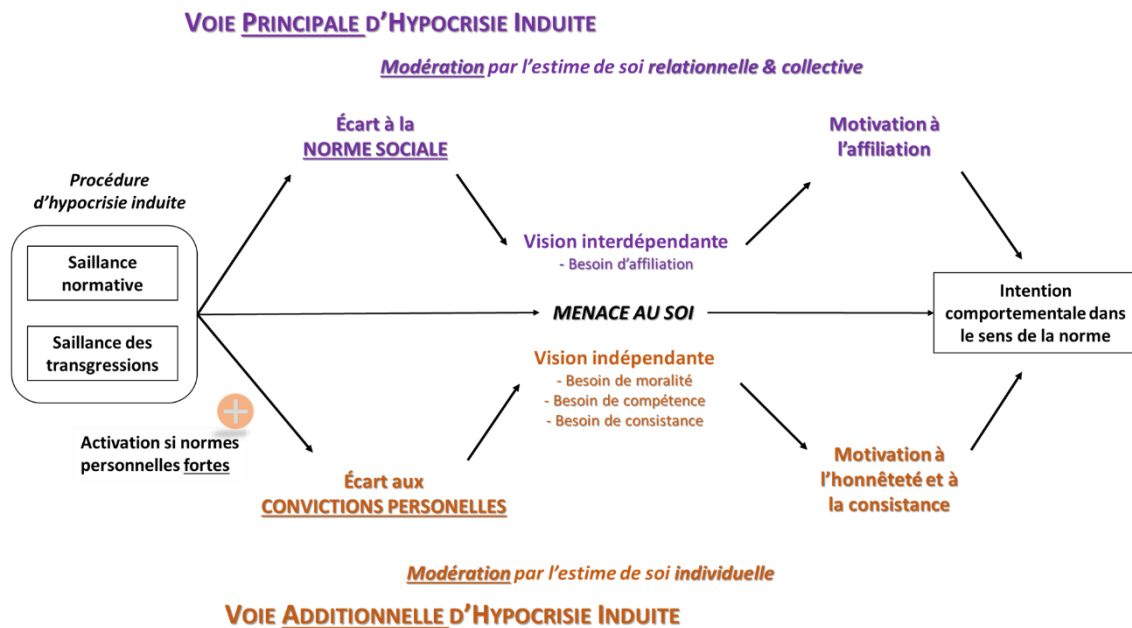 VOIE PRINCIPALE D'HYPOCRISIE INDUITE
Modération par l'estime de soi relationnelle & collective
Écart à la
NORME SOCIALE
Motivation à
l'affiliation
Procédure
d'hypocrisie induite
Saillance
normative
Saillance des
transgressions
Vision interdépendante
- Besoin d'affiliation
MENACE AU SOI
Vision indépendante
- Besoin de moralité
- Besoin de compétence
- Besoin de consistance
Intention
comportementale dans
le sens de la norme
Activation si normes
personnelles fortes
Écart aux
CONVICTIONS PERSONELLES
Motivation à
l'honnêteté et à
la consistance
Modération par l'estime de soi individuelle
VOIE ADDITIONNELLE D'HYPOCRISIE INDUITE